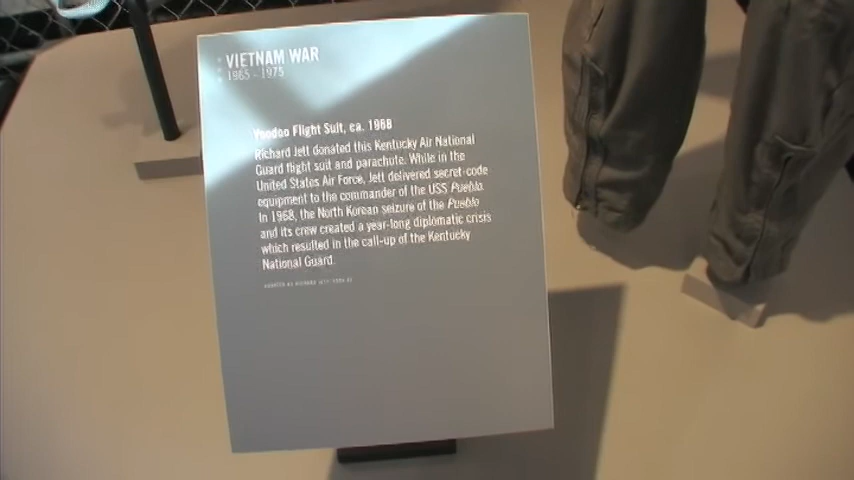 VIETNAM WAR
1965 - 1975
Voodoo Flight Suit, ca. 1968
Richard Jett donated this Kentucky Air National
Guard flight suit and parachute. While in the
United States Air Force, Jett delivered secret-code
equipment to the commander of the USS Pueblo.
In 1968, the North Korean seizure of the Pueblo
and its crew created a year-long diplomatic crisis
which resulted in the call-up of the Kentucky
National Guard.